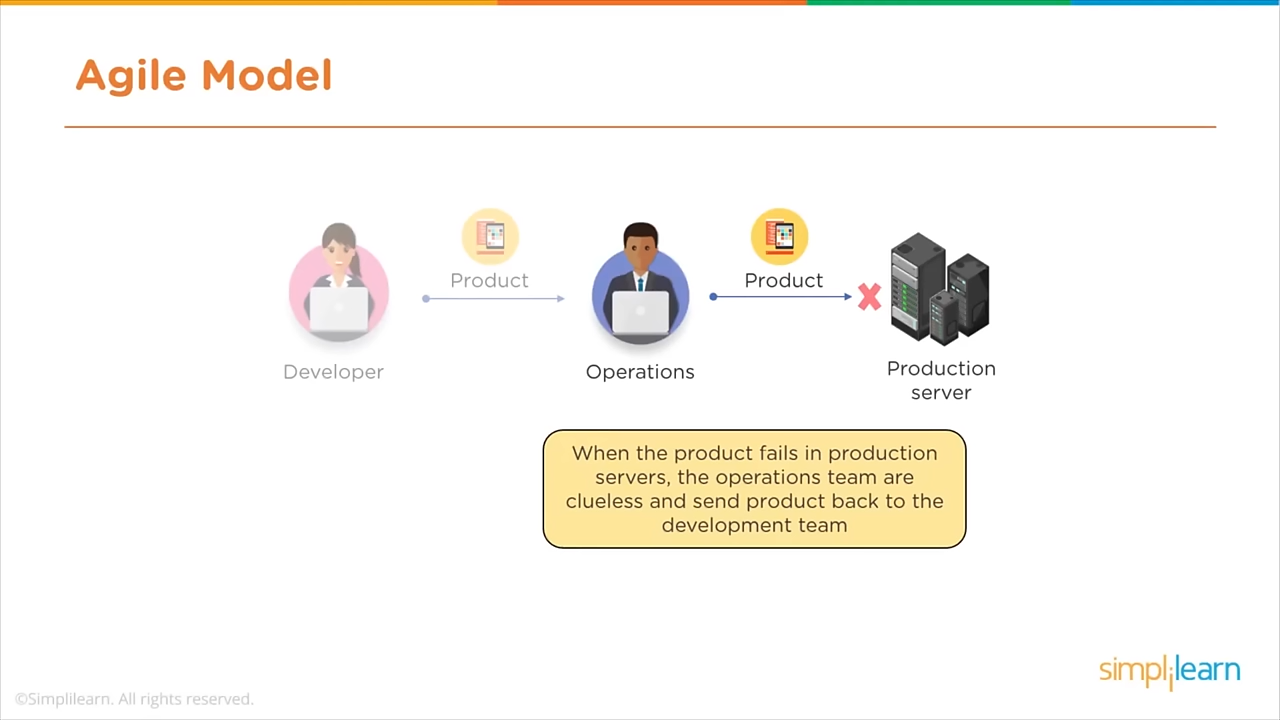 Agile Model
Product
Product
Developer
Operations
Production
server
When the product fails in production
servers, the operations team are
clueless and send product back to the
development team
simplilearn
©Simplilearn. All rights reserved.